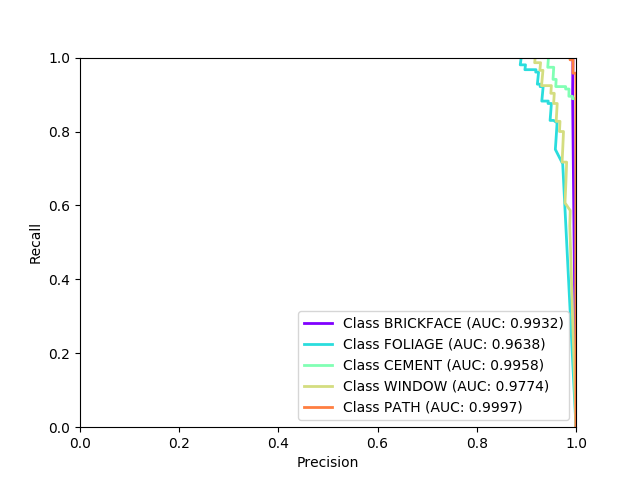 1.0
0.8
0.6
0.4
0.2
0.0
Recall
Class BRICKFACE (AUC: 0.9932)
Class FOLIAGE (AUC: 0.9638)
Class CEMENT (AUC: 0.9958)
Class WINDOW (AUC: 0.9774)
Class PATH (AUC: 0.9997)
0.0 0.2 0.4 0.6 0.8 1.0
Precision